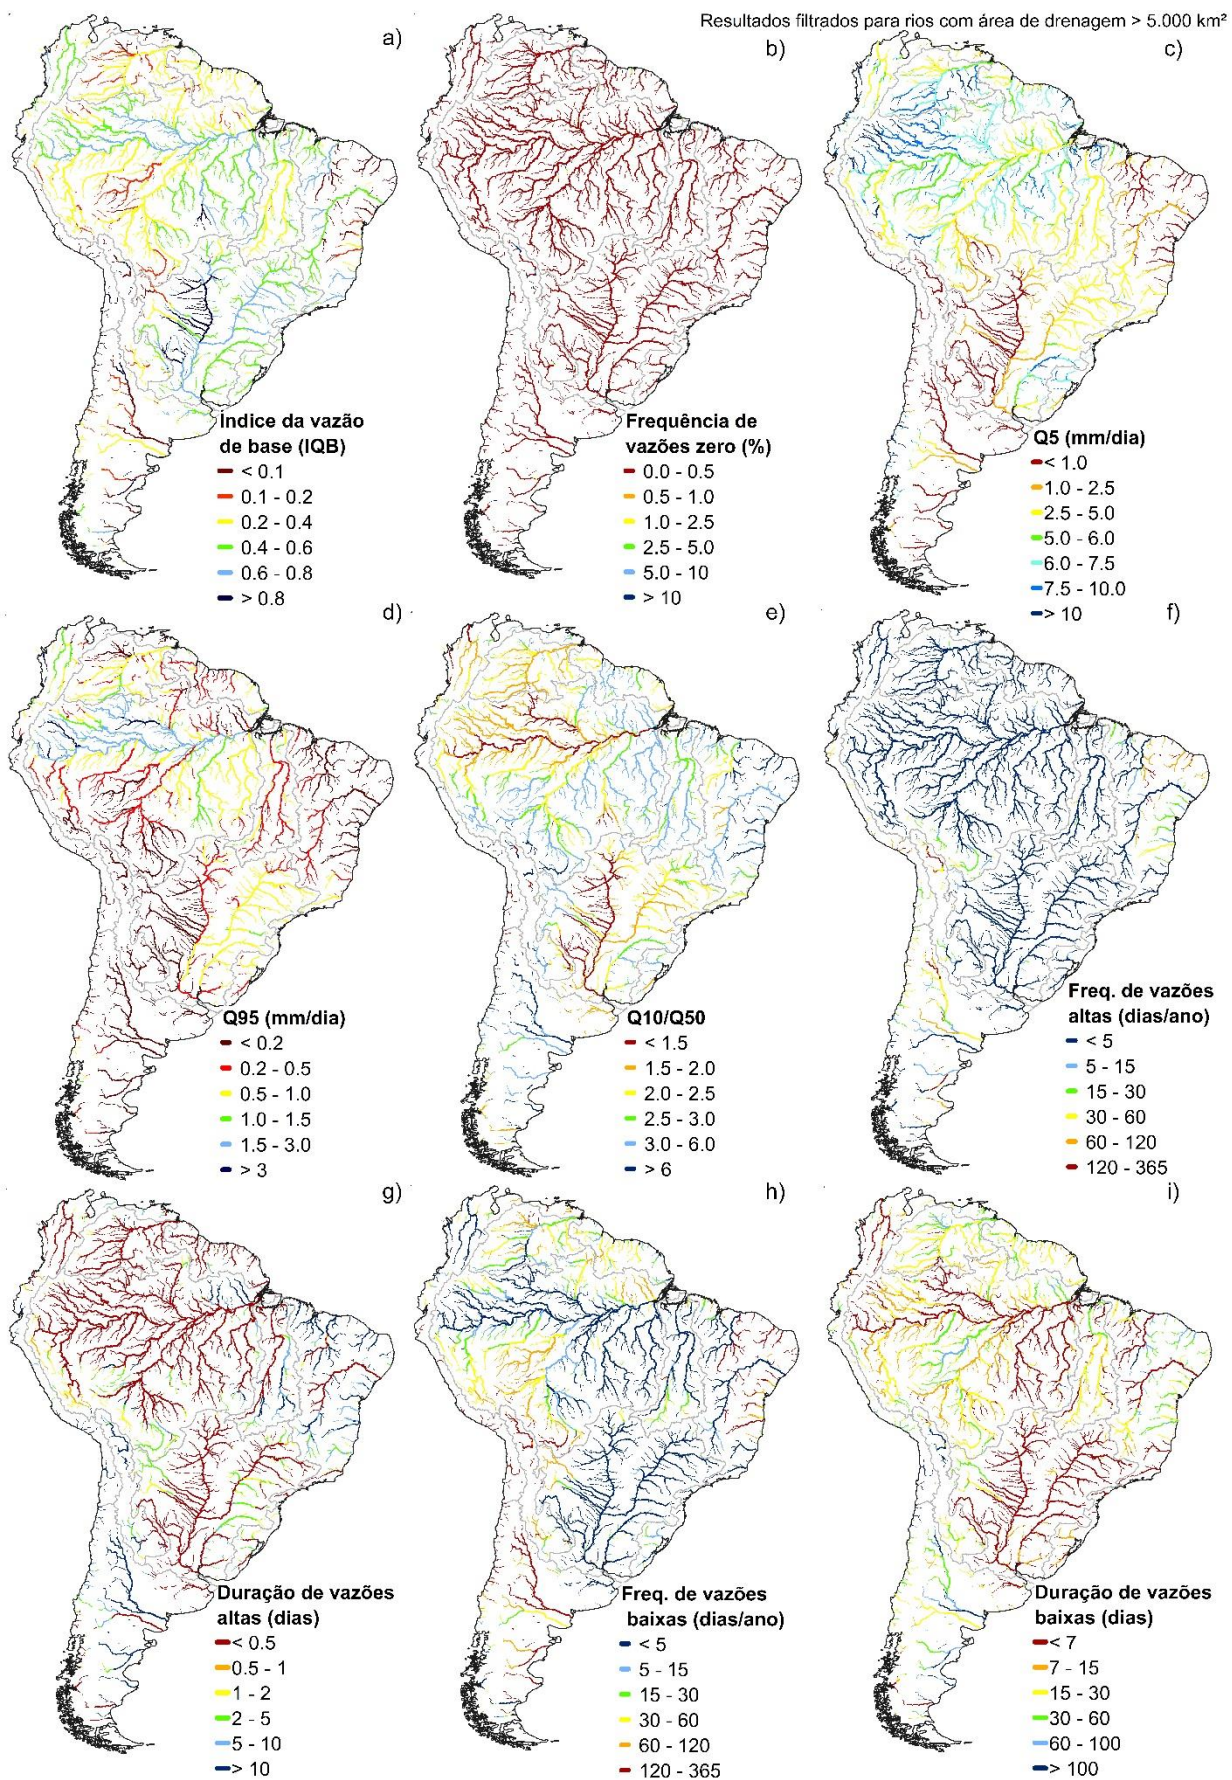 Resultados filtrados para rios com área de drenagem > 5.000 km²
a)
Índice da vazão
de base (IQB)
< 0.1
0.1 - 0.2
0.2 - 0.4
0.4 - 0.6
0.6 - 0.8
> 0.8
b)
Frequência de
vazões zero (%)
0.0 - 0.5
0.5 - 1.0
1.0 - 2.5
2.5 - 5.0
5.0 - 10
> 10
c)
Q5 (mm/dia)
< 1.0
1.0 - 2.5
2.5 - 5.0
5.0 - 6.0
6.0 - 7.5
7.5 - 10.0
> 10
d)
Q95 (mm/dia)
< 0.2
0.2 - 0.5
0.5 - 1.0
1.0 - 1.5
1.5 - 3.0
> 3
e)
Q10/Q50
< 1.5
1.5 - 2.0
2.0 - 2.5
2.5 - 3.0
3.0 - 6.0
> 6
f)
Freq. de vazões
altas (dias/ano)
< 5
5 - 15
15 - 30
30 - 60
60 - 120
120 - 365
g)
Duração de vazões
altas (dias)
< 0.5
0.5 - 1
1 - 2
2 - 5
5 - 10
> 10
h)
Freq. de vazões
baixas (dias/ano)
< 5
5 - 15
15 - 30
30 - 60
60 - 120
120 - 365
i)
Duração de vazões
baixas (dias)
< 7
7 - 15
15 - 30
30 - 60
60 - 100
> 100